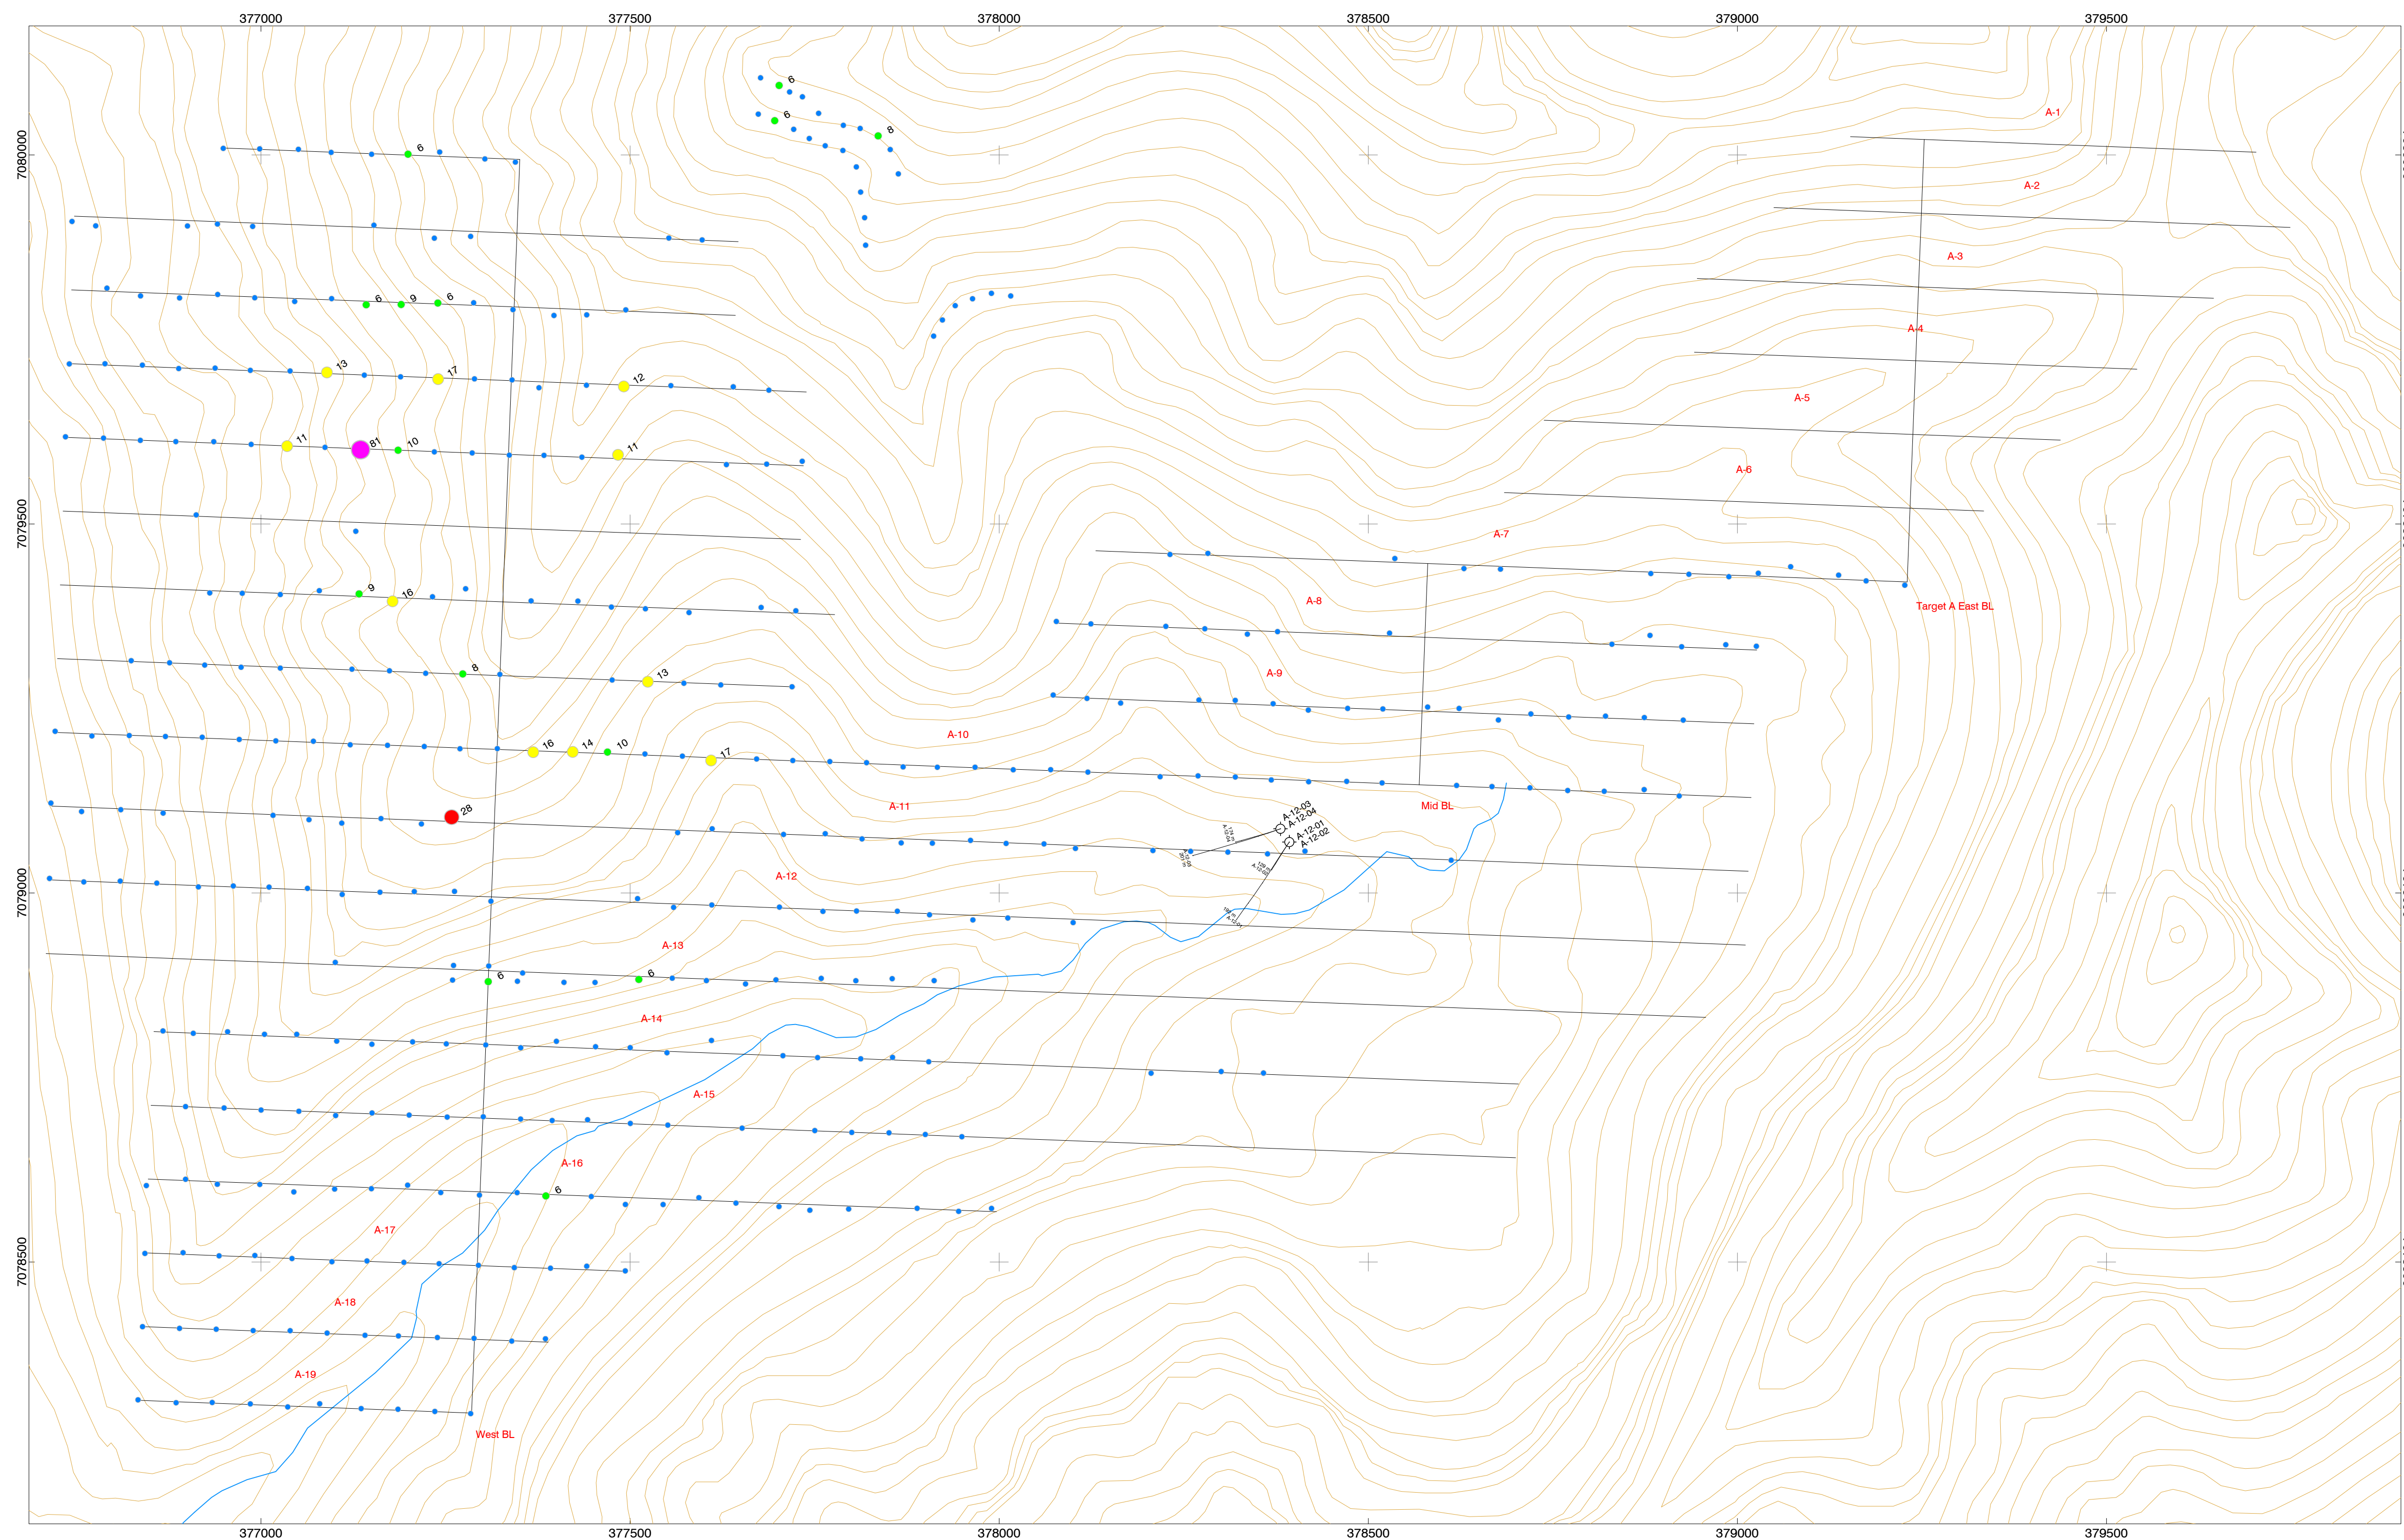 377000 377500 378000 378500 379000 379500
6
A-1
6
8
7080000
6
A-2
A-3
6 9 6
A-4
13 17 12
A-5
11 81 10 11
A-6
7079500
A-7
9 16
A-8
Target A East BL
8 13
A-9
A-10
16 14 10 17
A-11
Mid BL
28
A-12-03
A-12-04
A-12-01
A-12-02
A-12
7079000
A-13
6 6
A-14
A-15
A-16
6
A-17
7078500
A-18
A-19
West BL
377000 377500 378000 378500 379000 379500